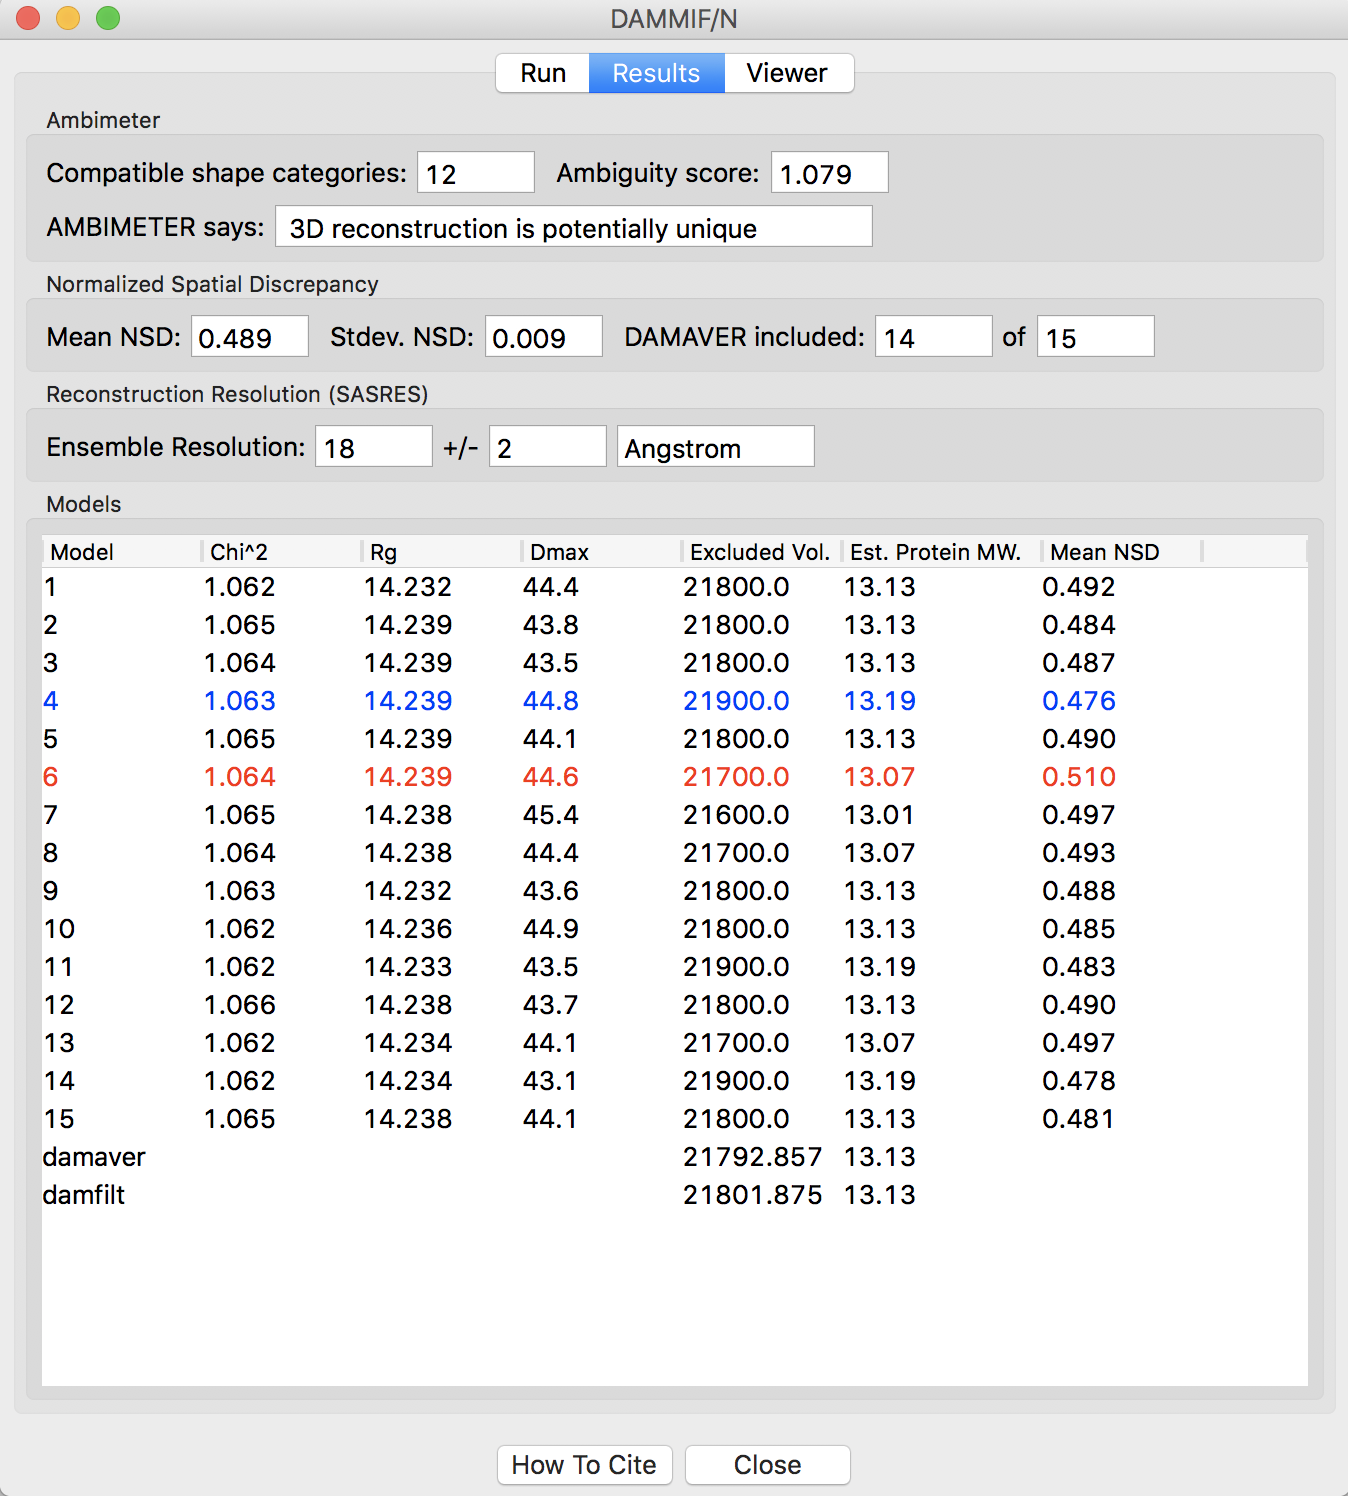 DAMMIF/N
Run Results Viewer
Ambimeter
Compatible shape categories: 12 Ambiguity score: 1.079
AMBIMETER says: 3D reconstruction is potentially unique
Normalized Spatial Discrepancy
Mean NSD: 0.489 Stdev. NSD: 0.009 DAMAVER included: 14 of 15
Reconstruction Resolution (SASRES)
Ensemble Resolution: 18 +/- 2 Angstrom
Models
Model Chi^2 Rg Dmax Excluded Vol. Est. Protein MW. Mean NSD
1 1.062 14.232 44.4 21800.0 13.13 0.492
2 1.065 14.239 43.8 21800.0 13.13 0.484
3 1.064 14.239 43.5 21800.0 13.13 0.487
4 1.063 14.239 44.8 21900.0 13.19 0.476
5 1.065 14.239 44.1 21800.0 13.13 0.490
6 1.064 14.239 44.6 21700.0 13.07 0.510
7 1.065 14.238 45.4 21600.0 13.01 0.497
8 1.064 14.238 44.4 21700.0 13.07 0.493
9 1.063 14.232 43.6 21800.0 13.13 0.488
10 1.062 14.236 44.9 21800.0 13.13 0.485
11 1.062 14.233 43.5 21900.0 13.19 0.483
12 1.066 14.238 43.7 21800.0 13.13 0.490
13 1.062 14.234 44.1 21700.0 13.07 0.497
14 1.062 14.234 43.1 21900.0 13.19 0.478
15 1.065 14.238 44.1 21800.0 13.13 0.481
damaver 21792.857 13.13
damfilt 21801.875 13.13
How To Cite Close